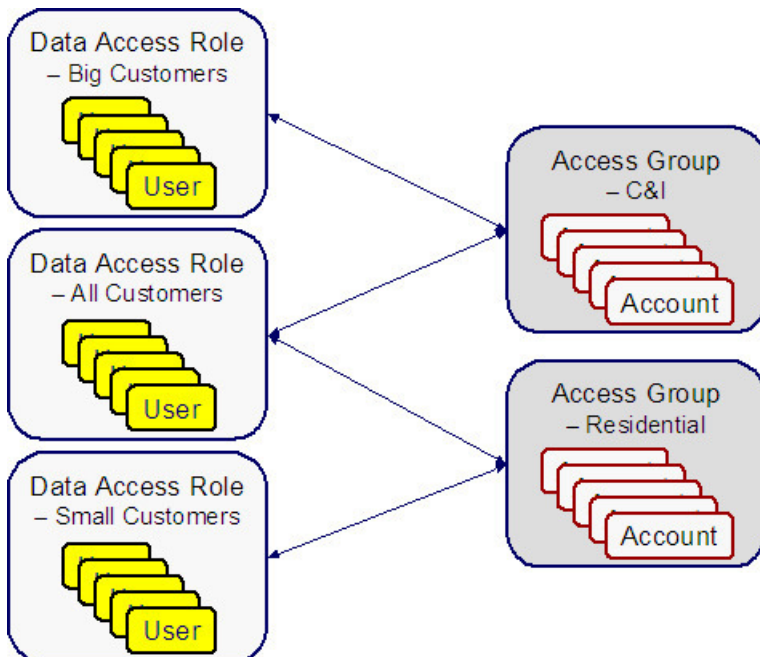 Data Access Role
– Big Customers
User
Data Access Role
– All Customers
User
Data Access Role
– Small Customers
User
Access Group
– C&I
Account
Access Group
– Residential
Account